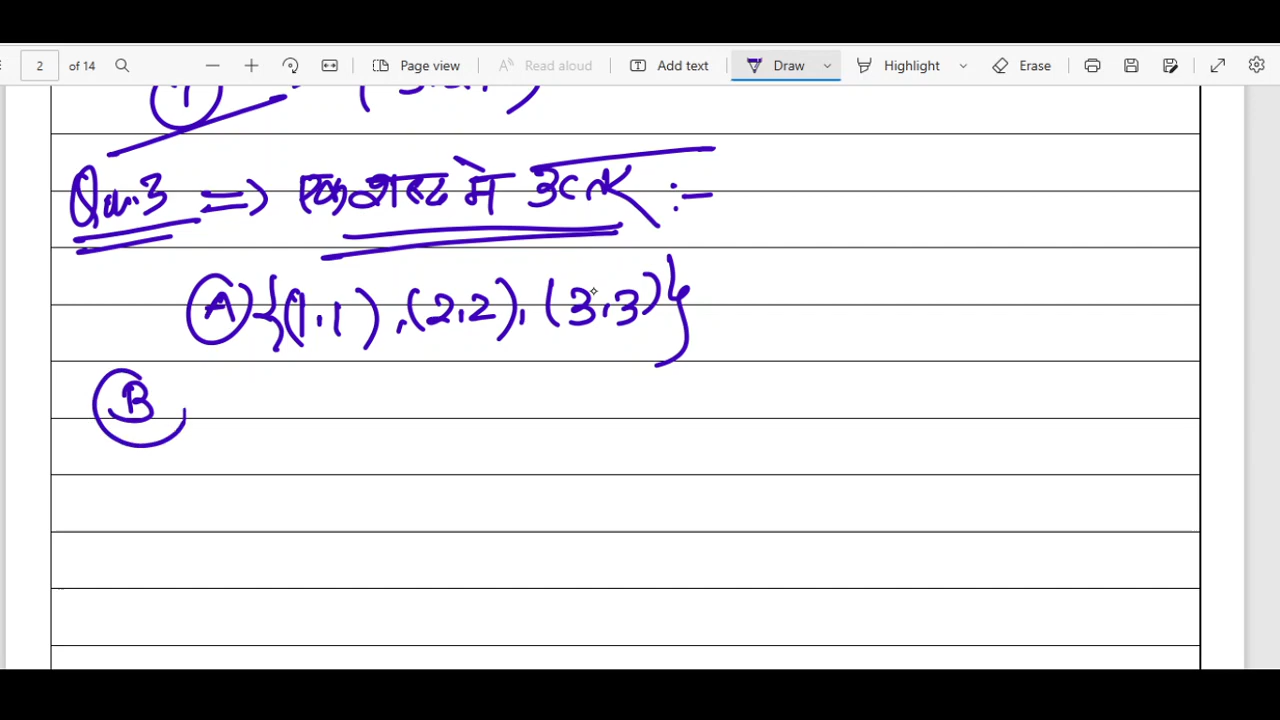 2 of 14 Page view Read aloud Add text Draw Highlight Erase
Qu.3 => एक शब्द में उत्तर :-
(A) {(1,1), (2,2), (3,3)}
(B)